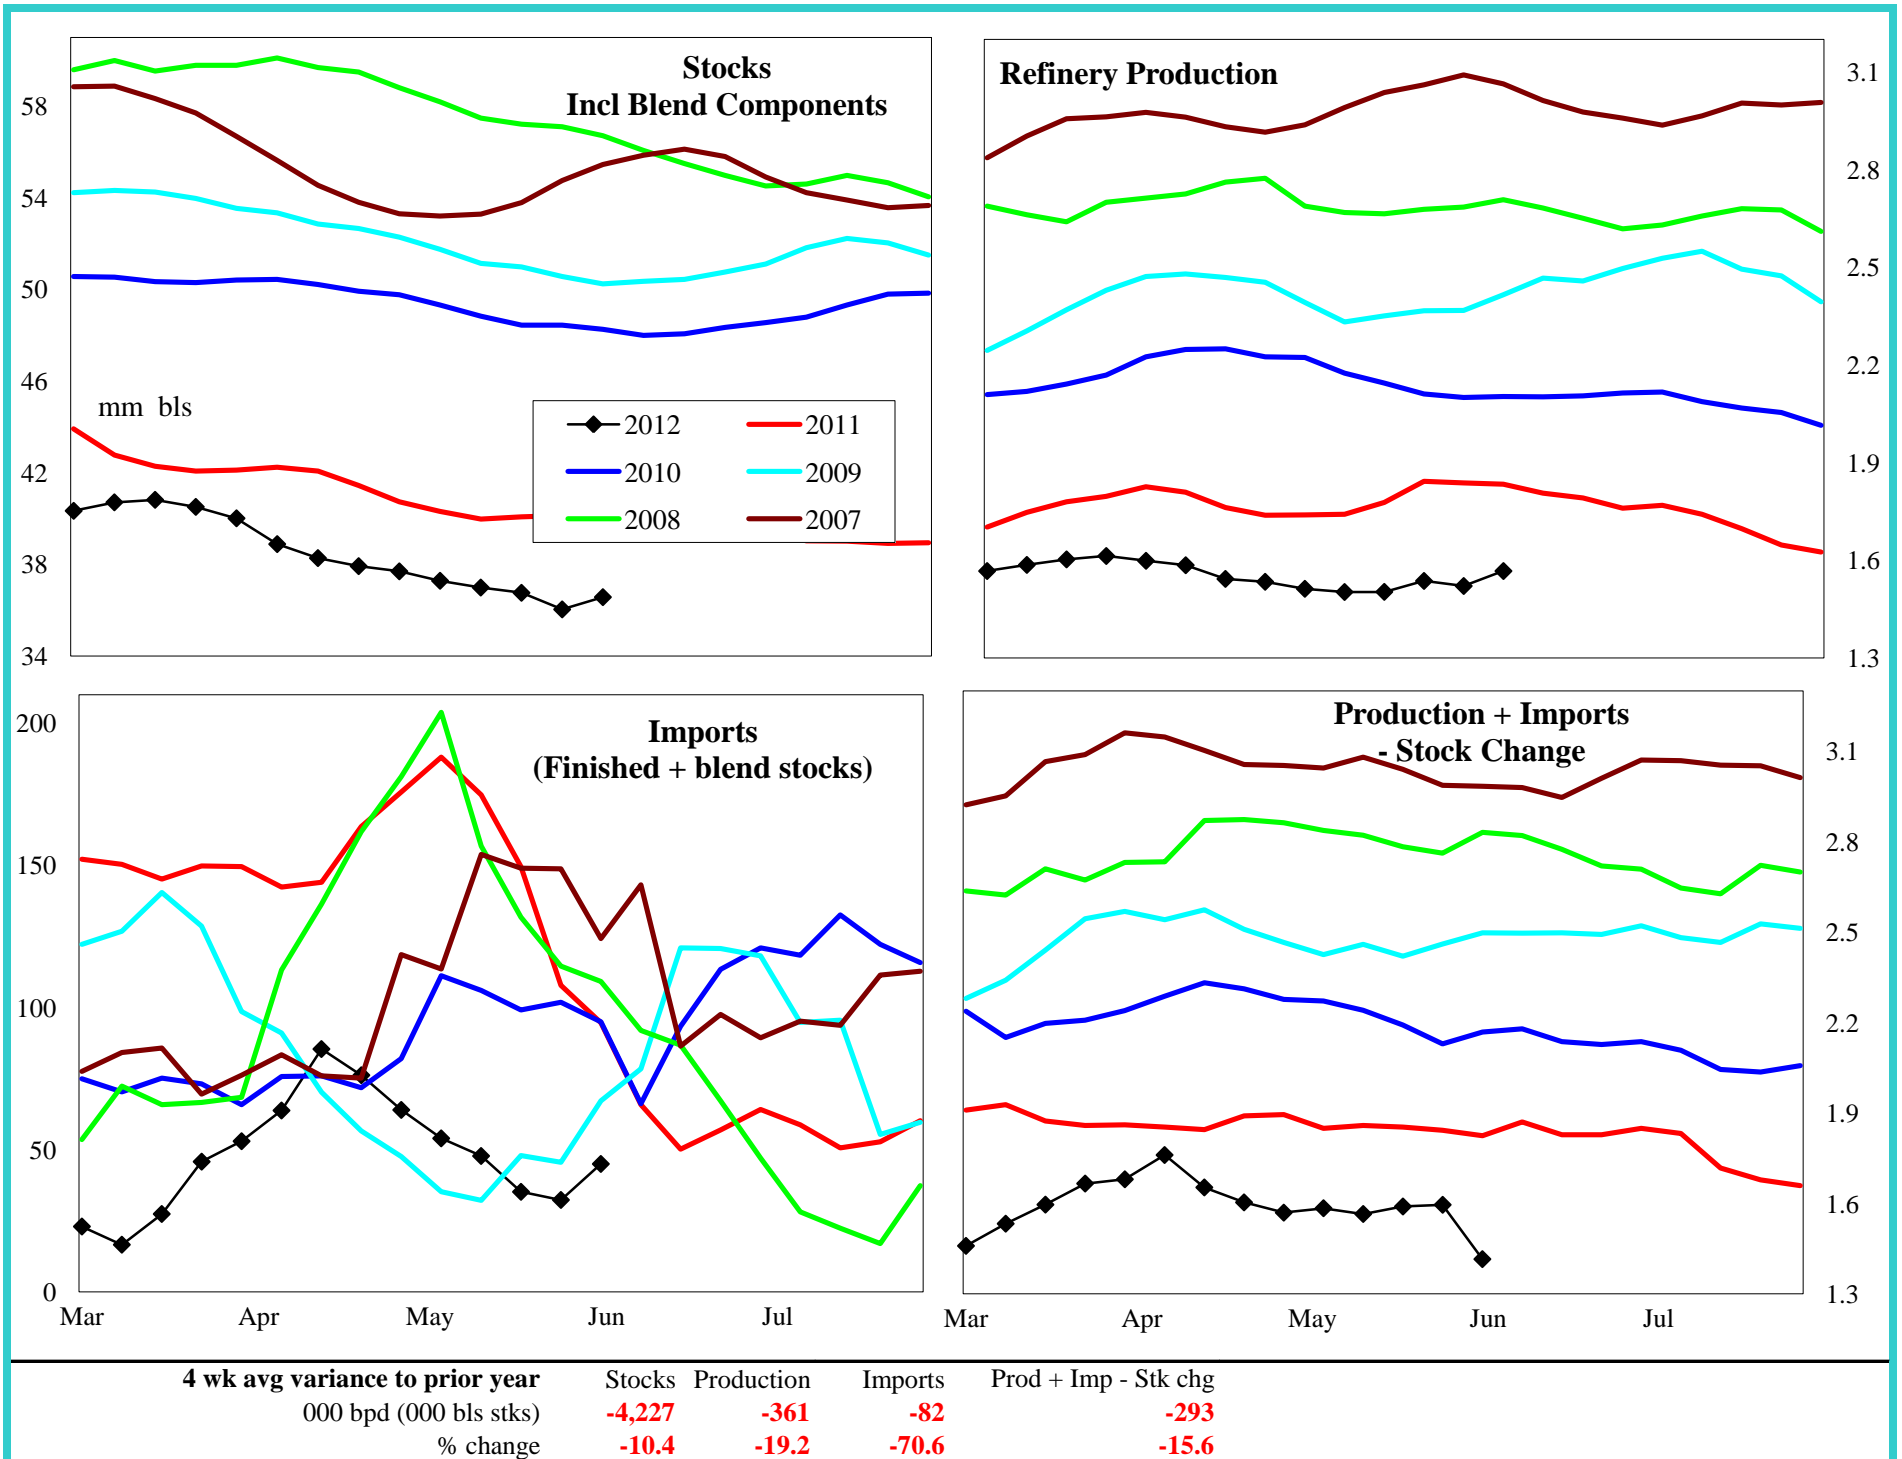 Stocks
Incl Blend Components
58
54
50
46
42
38
34
mm bls
2012 2011
2010 2009
2008 2007
Refinery Production
3.1
2.8
2.5
2.2
1.9
1.6
1.3
Imports
(Finished + blend stocks)
200
150
100
50
0
Mar Apr May Jun Jul
Production + Imports
- Stock Change
3.1
2.8
2.5
2.2
1.9
1.6
1.3
Mar Apr May Jun Jul
4 wk avg variance to prior year Stocks Production Imports Prod + Imp - Stk chg
000 bpd (000 bls stks) -4,227 -361 -82 -293
% change -10.4 -19.2 -70.6 -15.6